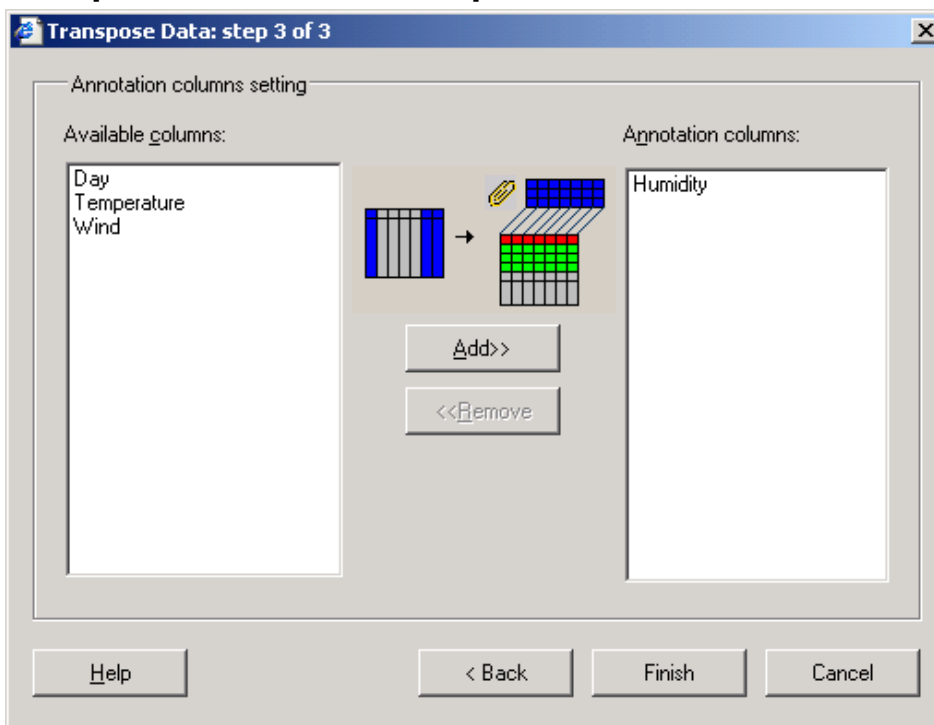 Transpose Data: step 3 of 3
Annotation columns setting
Available columns:
Annotation columns:
Day
Temperature
Wind
Humidity
Add>>
<<Remove
Help
< Back
Finish
Cancel